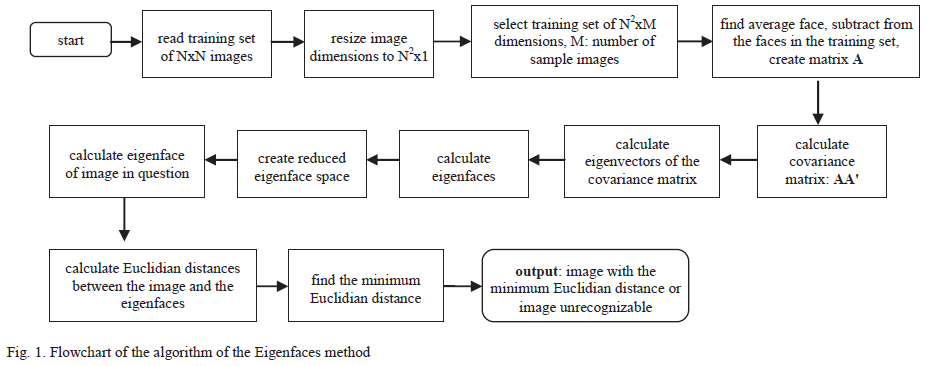 start
read training set
of NxN images
resize image
dimensions to N²x1
select training set of N²xM
dimensions, M: number of
sample images
find average face, subtract from
the faces in the training set,
create matrix A
calculate
covariance
matrix: AA'
calculate
eigenvectors of the
covariance matrix
calculate
eigenfaces
create reduced
eigenface space
calculate eigenface
of image in question
calculate Euclidian distances
between the image and the
eigenfaces
find the minimum
Euclidian distance
output: image with the
minimum Euclidian distance or
image unrecognizable
Fig. 1. Flowchart of the algorithm of the Eigenfaces method